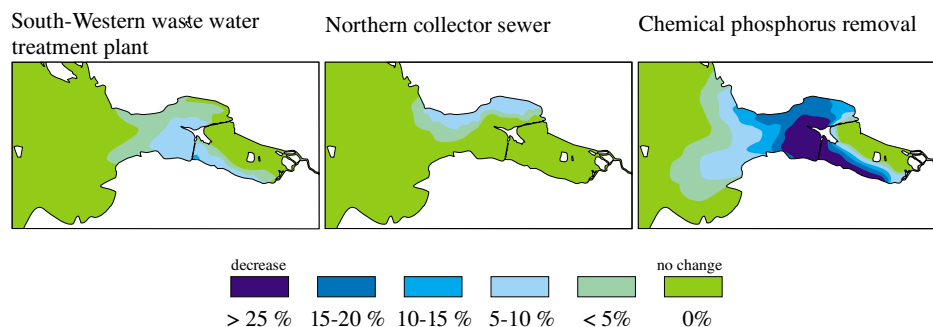 South-Western waste water
treatment plant
Northern collector sewer
Chemical phosphorus removal
decrease
no change
> 25 %
15-20 %
10-15 %
5-10 %
< 5%
0%